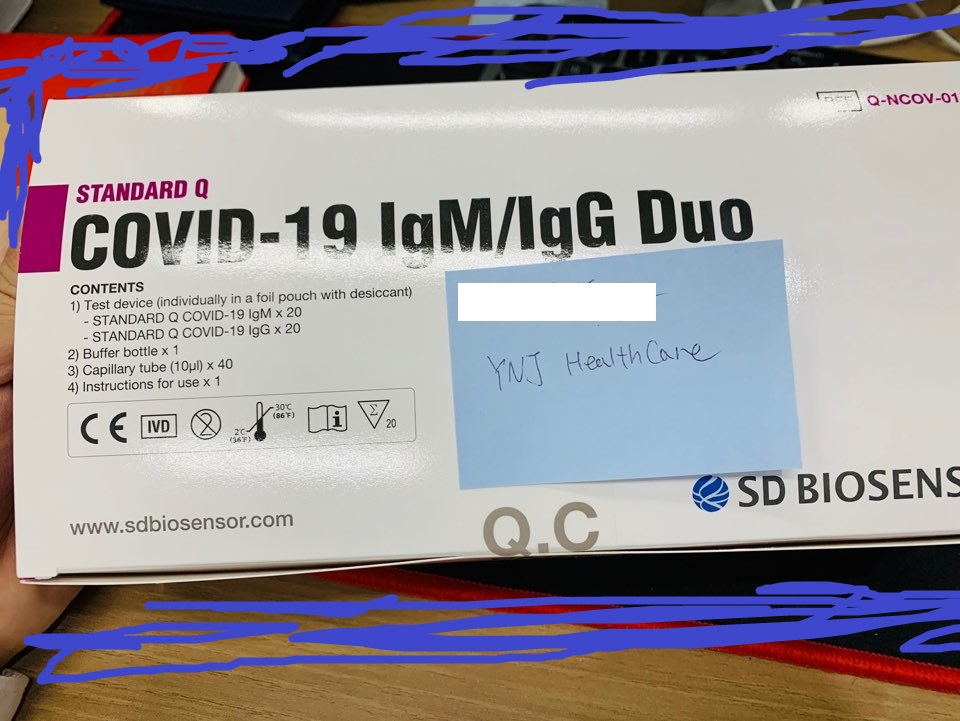 REF Q-NCOV-01
STANDARD Q
COVID-19 IgM/IgG Duo
CONTENTS
1) Test device (individually in a foil pouch with desiccant)
- STANDARD Q COVID-19 IgM x 20
- STANDARD Q COVID-19 IgG x 20
2) Buffer bottle x 1
3) Capillary tube (10μl) x 40
4) Instructions for use x 1
CE IVD 2 2℃ (36℉) 30℃ (86℉) i Σ 20
YNJ HealthCare
SD BIOSENS
www.sdbiosensor.com
Q.C